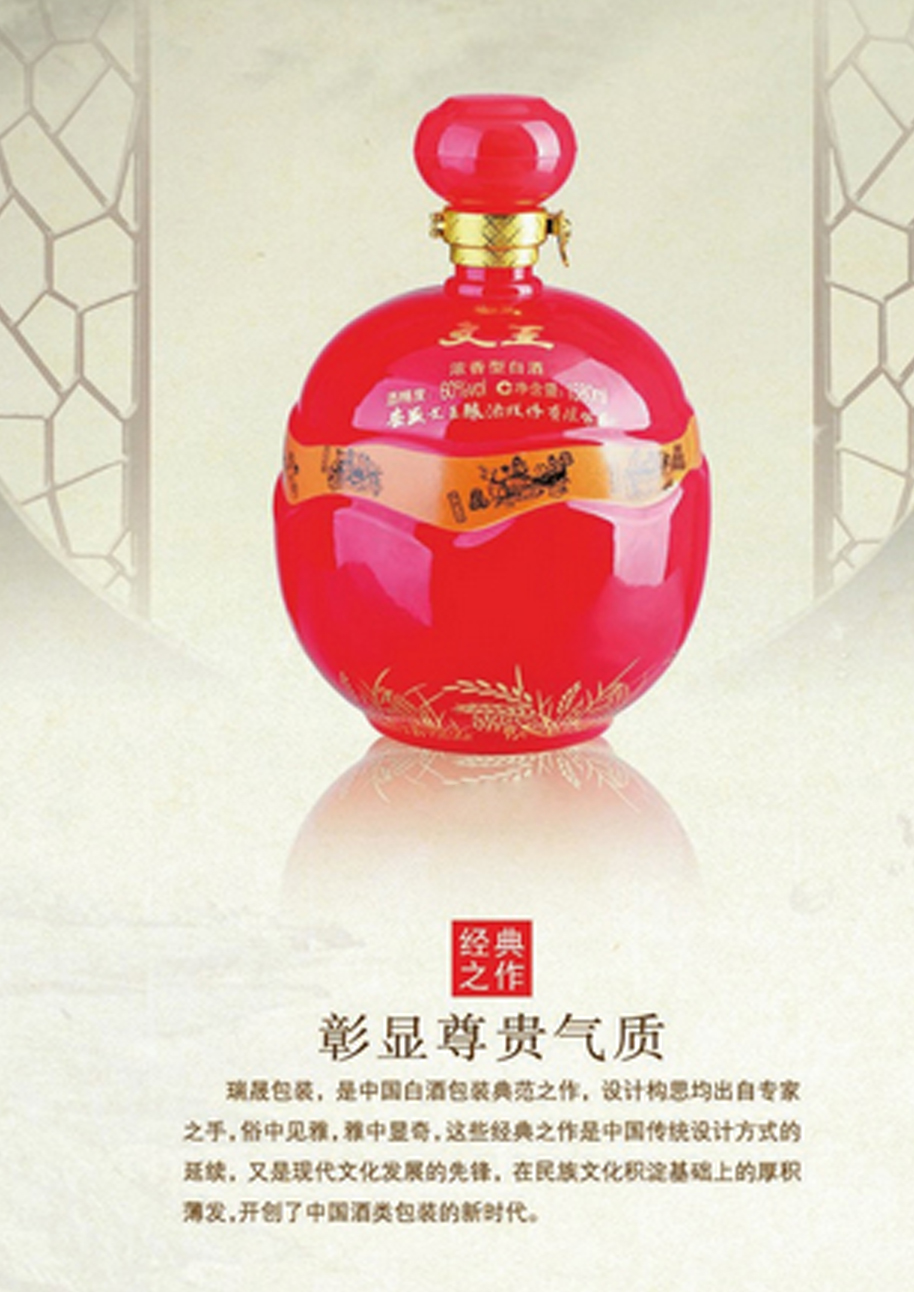 文王
浓香型白酒
酒精度: 60%vol C净含量:
经典
之作
彰显尊贵气质
瑞晟包装，是中国白酒包装典范之作，设计构思均出自专家
之手，俗中见雅，雅中显奇，这些经典之作是中国传统设计方式的
延续，又是现代文化发展的先锋，在民族文化积淀基础上的厚积
薄发，开创了中国酒类包装的新时代。